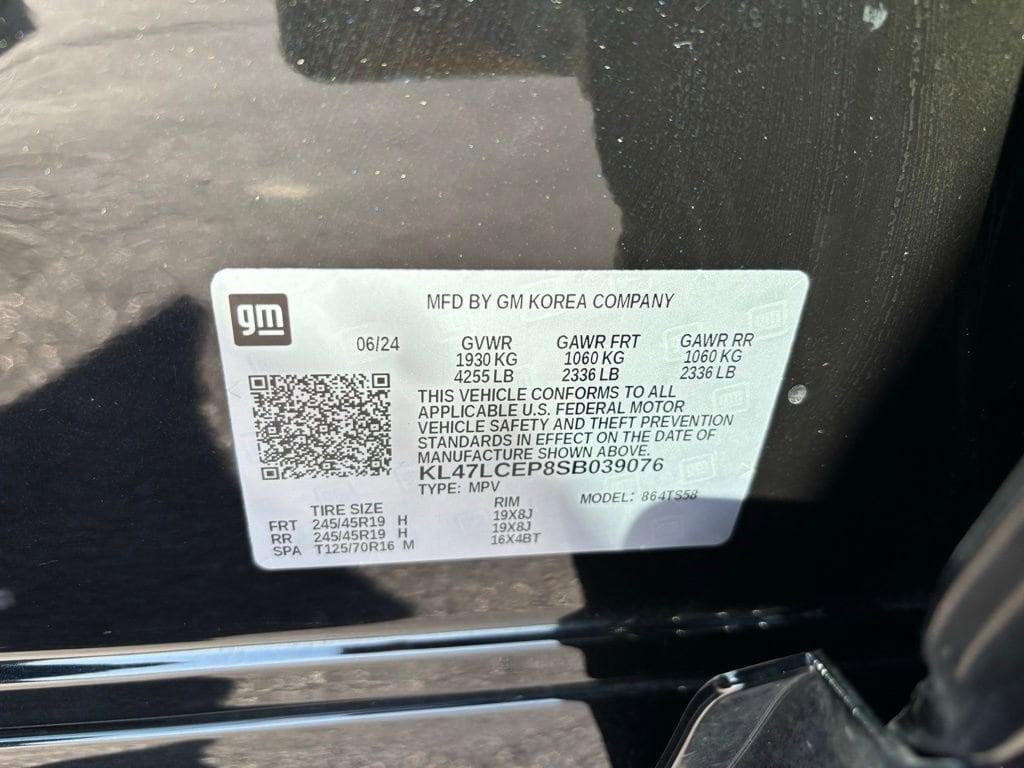 gm
MFD BY GM KOREA COMPANY
06/24 GVWR GAWR FRT GAWR RR
1930 KG 1060 KG 1060 KG
4255 LB 2336 LB 2336 LB
THIS VEHICLE CONFORMS TO ALL
APPLICABLE U.S. FEDERAL MOTOR
VEHICLE SAFETY AND THEFT PREVENTION
STANDARDS IN EFFECT ON THE DATE OF
MANUFACTURE SHOWN ABOVE.
KL47LCEP8SB039076
TYPE: MPV MODEL: 864TS58
TIRE SIZE RIM
FRT 245/45R19 H 19X8J
RR 245/45R19 H 19X8J
SPA T125/70R16 M 16X4BT